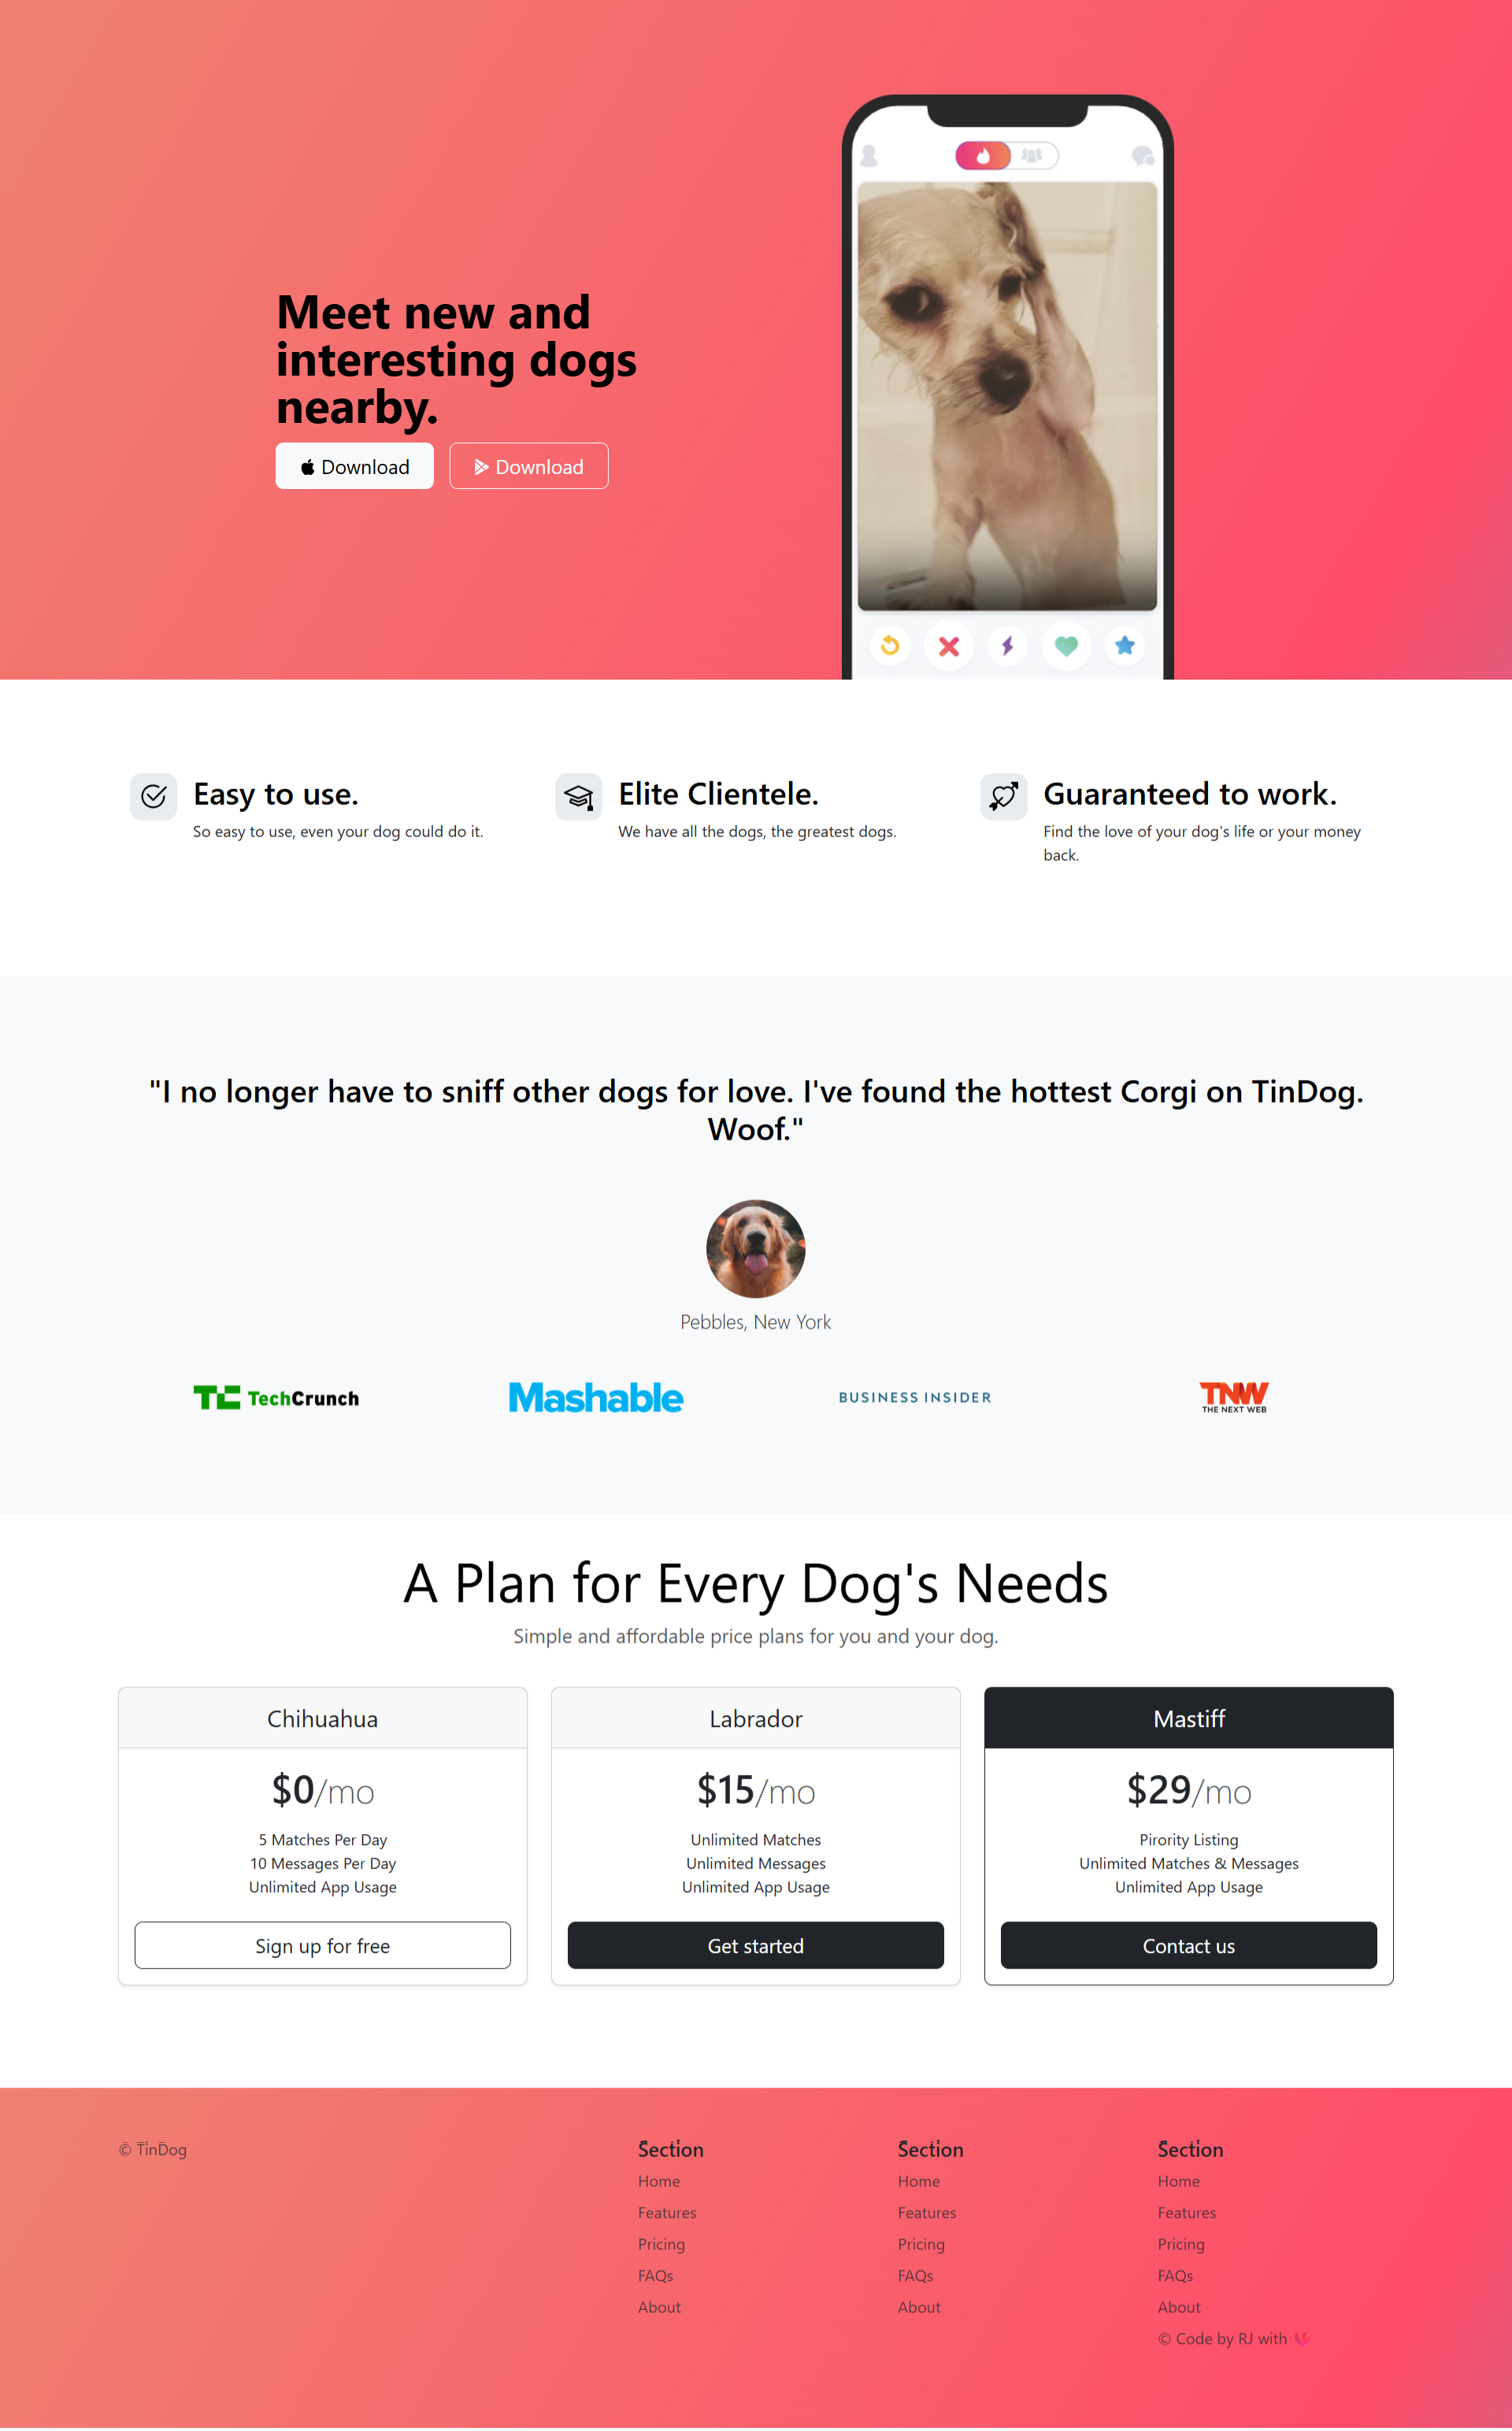 Meet new and
interesting dogs
nearby.
Download
Download
Easy to use.
So easy to use, even your dog could do it.
Elite Clientele.
We have all the dogs, the greatest dogs.
Guaranteed to work.
Find the love of your dog's life or your money
back.
"I no longer have to sniff other dogs for love. I've found the hottest Corgi on TinDog.
Woof."
Pebbles, New York
TC TechCrunch
Mashable
BUSINESS INSIDER
TNW
THE NEXT WEB
A Plan for Every Dog's Needs
Simple and affordable price plans for you and your dog.
Chihuahua
$0/mo
5 Matches Per Day
10 Messages Per Day
Unlimited App Usage
Sign up for free
Labrador
$15/mo
Unlimited Matches
Unlimited Messages
Unlimited App Usage
Get started
Mastiff
$29/mo
Pirority Listing
Unlimited Matches & Messages
Unlimited App Usage
Contact us
© TinDog
Section
Home
Features
Pricing
FAQs
About
Section
Home
Features
Pricing
FAQs
About
Section
Home
Features
Pricing
FAQs
About
© Code by RJ with